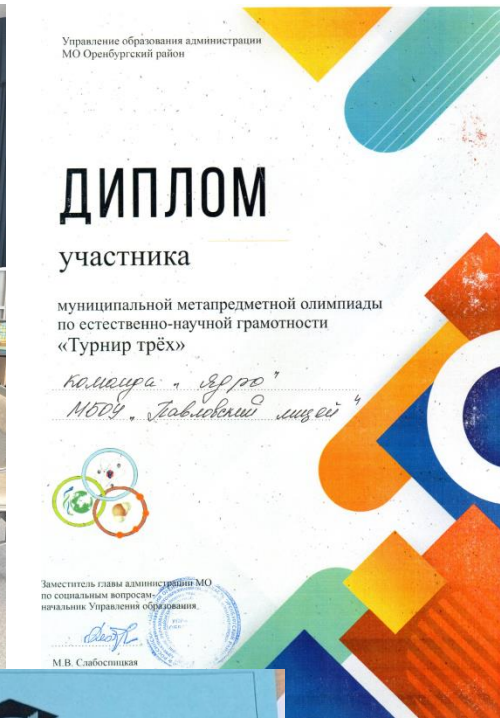 Управление образования администрации
МО Оренбургский район
ДИПЛОМ
участника
муниципальной метапредметной олимпиады
по естественно-научной грамотности
«Турнир трёх»
Команда „ Ядро "
МБОУ „ Павловский лицей "
Заместитель главы администрации МО
по социальным вопросам-
начальник Управления образования.
М.В. Слабоспицкая